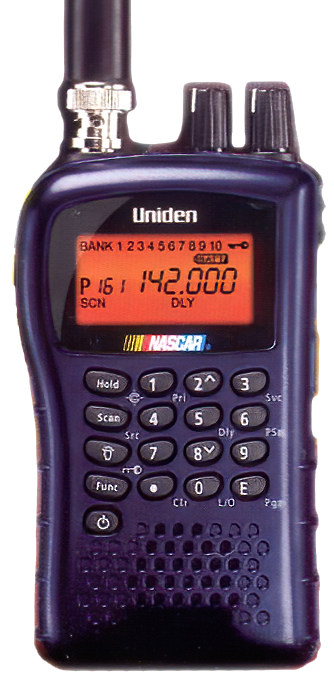 Uniden
BANK 1 2 3 4 5 6 7 8 9 10
BATT
P 161 142.000
SCN DLY
NASCAR
Hold 1 2 3
Pri Svc
Scan 4 5 6
Src Dly PSe
7 8 9
Func • 0 E
Clr L/O Pgm